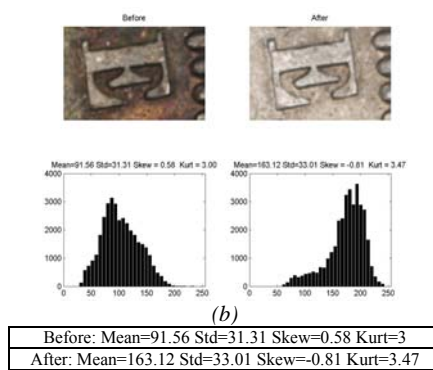 Before After
Mean=91.56 Std=31.31 Skew = 0.58 Kurt = 3.00 Mean=163.12 Std=33.01 Skew = -0.81 Kurt = 3.47
4000 4000
3000 3000
2000 2000
1000 1000
0 0
0 50 100 150 200 250 0 50 100 150 200 250
(b)
Before: Mean=91.56 Std=31.31 Skew=0.58 Kurt=3
After: Mean=163.12 Std=33.01 Skew=-0.81 Kurt=3.47